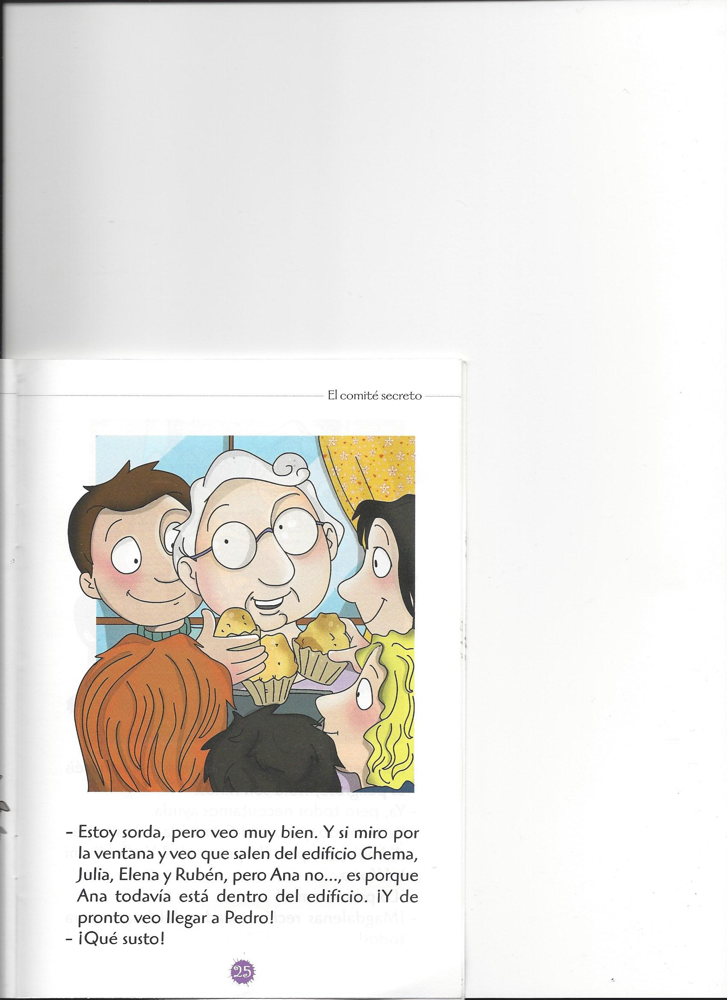 El comité secreto
– Estoy sorda, pero veo muy bien. Y si miro por
la ventana y veo que salen del edificio Chema,
Julia, Elena y Rubén, pero Ana no..., es porque
Ana todavía está dentro del edificio. ¡Y de
pronto veo llegar a Pedro!
– ¡Qué susto!
25